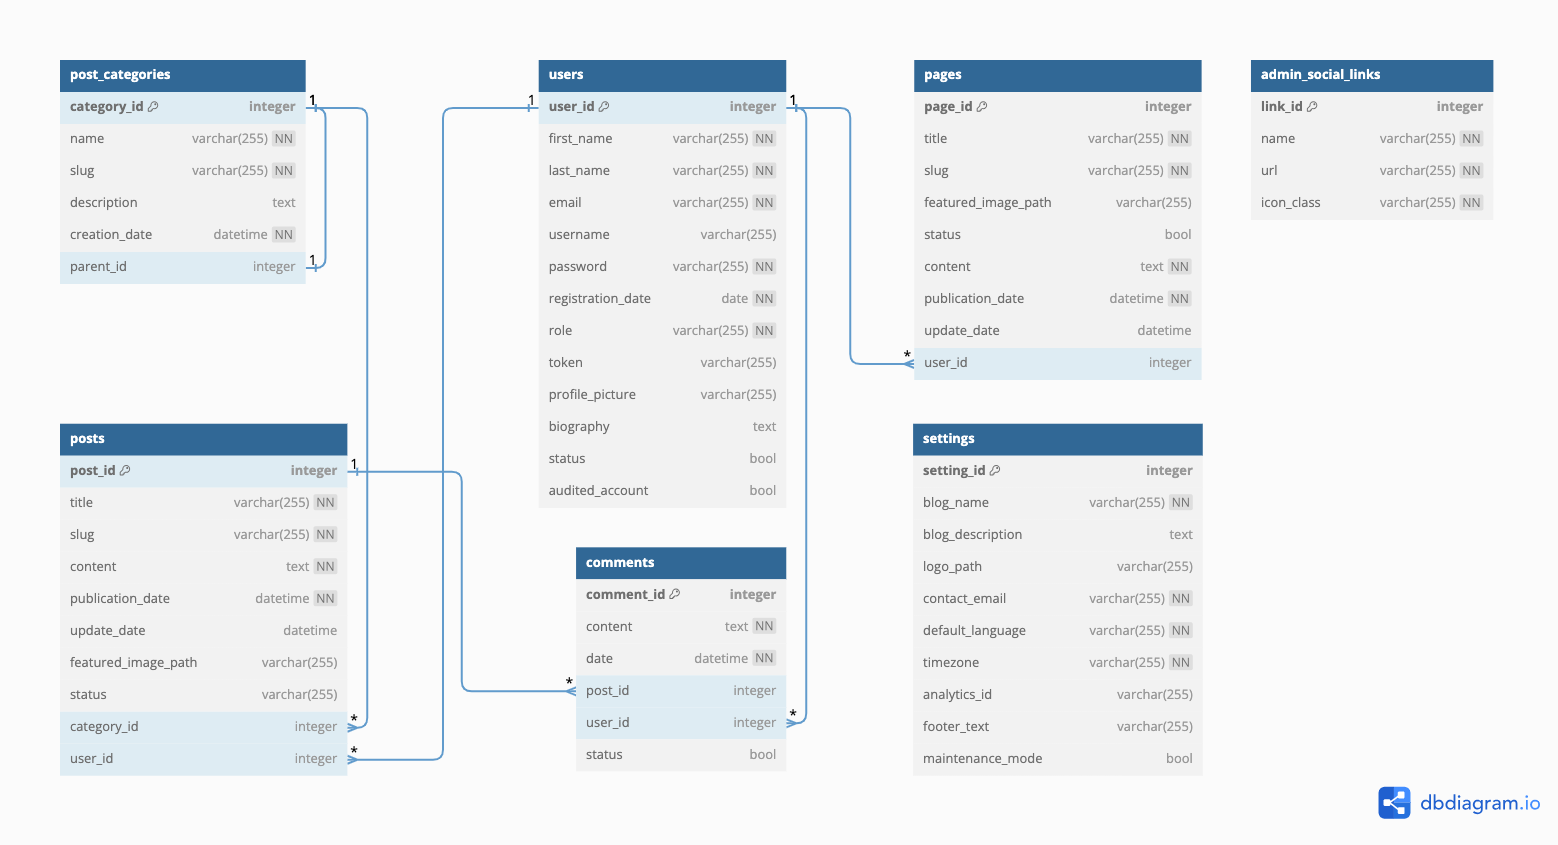 post_categories
category_id integer
name varchar(255) NN
slug varchar(255) NN
description text
creation_date datetime NN
parent_id integer
1
1
users
user_id integer
first_name varchar(255) NN
last_name varchar(255) NN
email varchar(255) NN
username varchar(255)
password varchar(255) NN
registration_date date NN
role varchar(255) NN
token varchar(255)
profile_picture varchar(255)
biography text
status bool
audited_account bool
1
1
pages
page_id integer
title varchar(255) NN
slug varchar(255) NN
featured_image_path varchar(255)
status bool
content text NN
publication_date datetime NN
update_date datetime
user_id integer
*
admin_social_links
link_id integer
name varchar(255) NN
url varchar(255) NN
icon_class varchar(255) NN
posts
post_id integer
title varchar(255) NN
slug varchar(255) NN
content text NN
publication_date datetime NN
update_date datetime
featured_image_path varchar(255)
status varchar(255)
category_id integer
user_id integer
1
*
*
comments
comment_id integer
content text NN
date datetime NN
post_id integer
user_id integer
status bool
*
*
settings
setting_id integer
blog_name varchar(255) NN
blog_description text
logo_path varchar(255)
contact_email varchar(255) NN
default_language varchar(255) NN
timezone varchar(255) NN
analytics_id varchar(255)
footer_text varchar(255)
maintenance_mode bool
dbdiagram.io